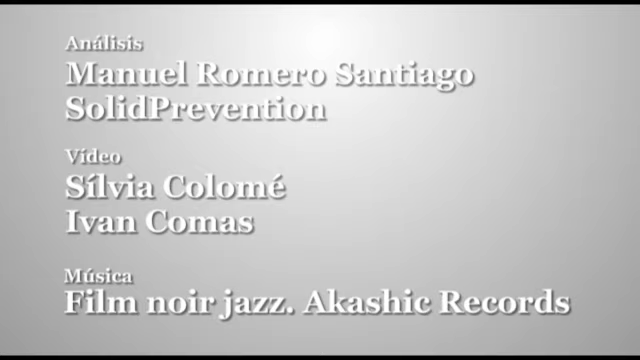 Análisis
Manuel Romero Santiago
SolidPrevention
Vídeo
Sílvia Colomé
Ivan Comas
Música
Film noir jazz. Akashic Records